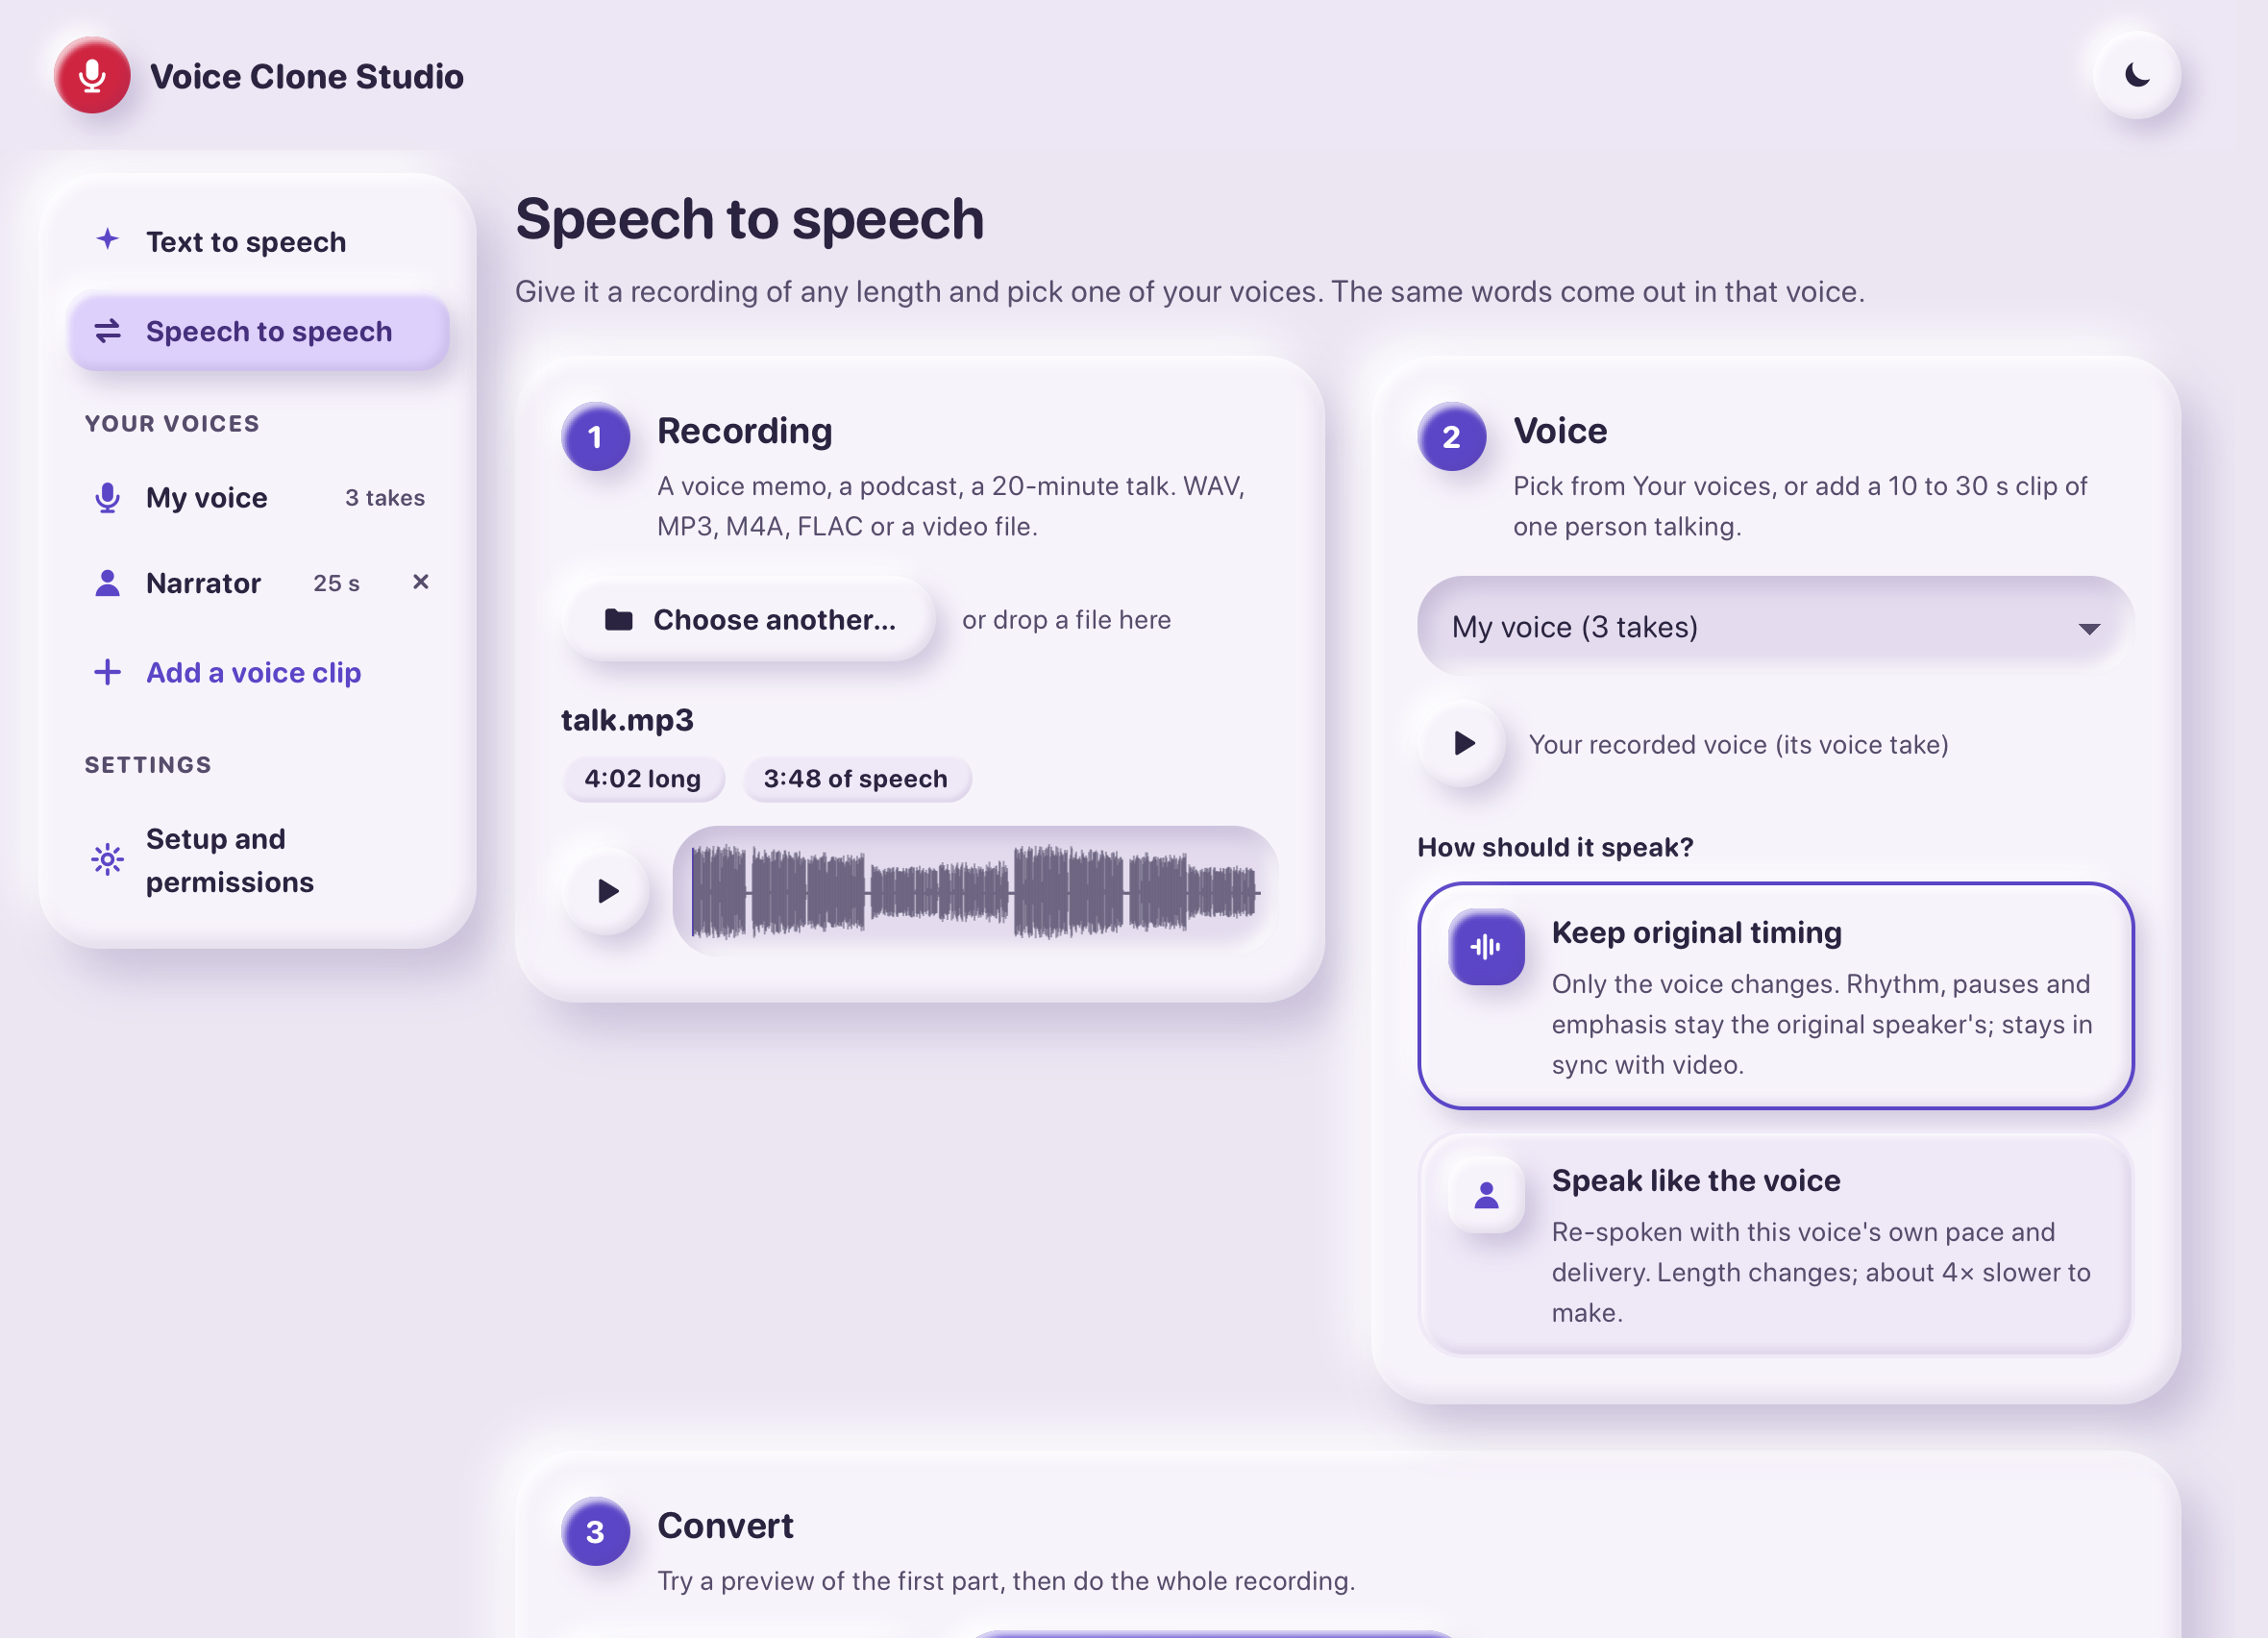 Voice Clone Studio
Text to speech
Speech to speech
YOUR VOICES
My voice 3 takes
Narrator 25 s ×
Add a voice clip
SETTINGS
Setup and
permissions
Speech to speech
Give it a recording of any length and pick one of your voices. The same words come out in that voice.
1 Recording
A voice memo, a podcast, a 20-minute talk. WAV,
MP3, M4A, FLAC or a video file.
Choose another... or drop a file here
talk.mp3
4:02 long 3:48 of speech
2 Voice
Pick from Your voices, or add a 10 to 30 s clip of
one person talking.
My voice (3 takes)
Your recorded voice (its voice take)
How should it speak?
Keep original timing
Only the voice changes. Rhythm, pauses and
emphasis stay the original speaker's; stays in
sync with video.
Speak like the voice
Re-spoken with this voice's own pace and
delivery. Length changes; about 4× slower to
make.
3 Convert
Try a preview of the first part, then do the whole recording.